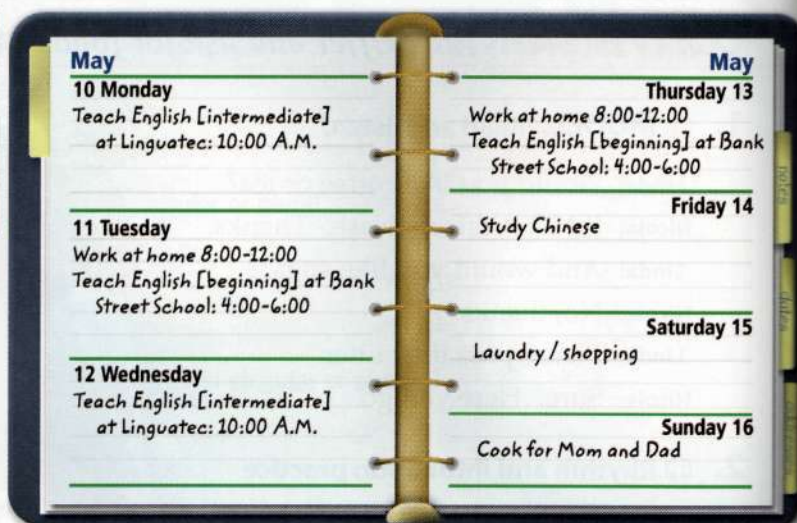 May
10 Monday
Teach English [intermediate]
at Linguatec: 10:00 A.M.
11 Tuesday
Work at home 8:00-12:00
Teach English [beginning] at Bank
Street School: 4:00-6:00
12 Wednesday
Teach English [intermediate]
at Linguatec: 10:00 A.M.
May
Thursday 13
Work at home 8:00-12:00
Teach English [beginning] at Bank
Street School: 4:00-6:00
Friday 14
Study Chinese
Saturday 15
Laundry / shopping
Sunday 16
Cook for Mom and Dad
notes
dates